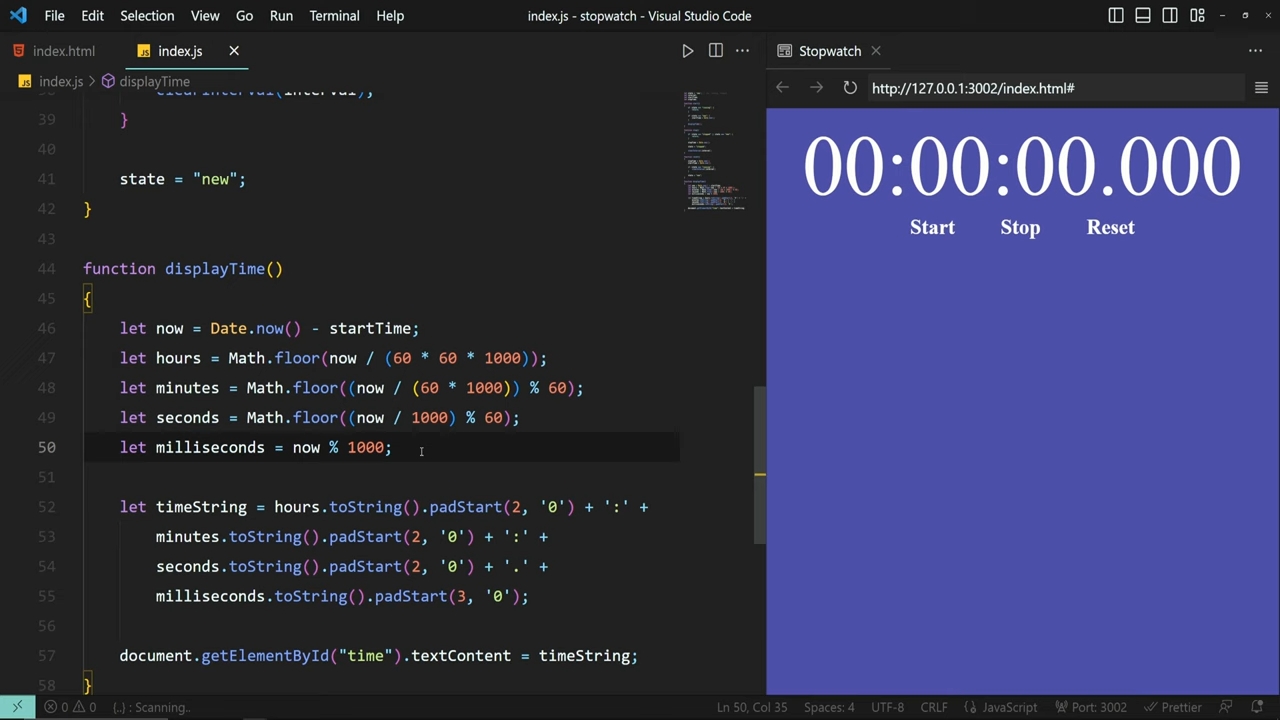 File Edit Selection View Go Run Terminal Help
index.js - stopwatch - Visual Studio Code
index.html
JS index.js
Stopwatch
JS index.js > displayTime
http://127.0.0.1:3002/index.html#
clearInterval(interval);
39 }
40
41 state = "new";
42 }
43
44 function displayTime()
45 {
46 let now = Date.now() - startTime;
47 let hours = Math.floor(now / (60 * 60 * 1000));
48 let minutes = Math.floor((now / (60 * 1000)) % 60);
49 let seconds = Math.floor((now / 1000) % 60);
50 let milliseconds = now % 1000;
51
52 let timeString = hours.toString().padStart(2, '0') + ':' +
53 minutes.toString().padStart(2, '0') + ':' +
54 seconds.toString().padStart(2, '0') + '.' +
55 milliseconds.toString().padStart(3, '0');
56
57 document.getElementById("time").textContent = timeString;
58 }
00:00:00.000
Start Stop Reset
0 0 {..} : Scanning..
Ln 50, Col 35 Spaces: 4 UTF-8 CRLF {} JavaScript Port: 3002 Prettier